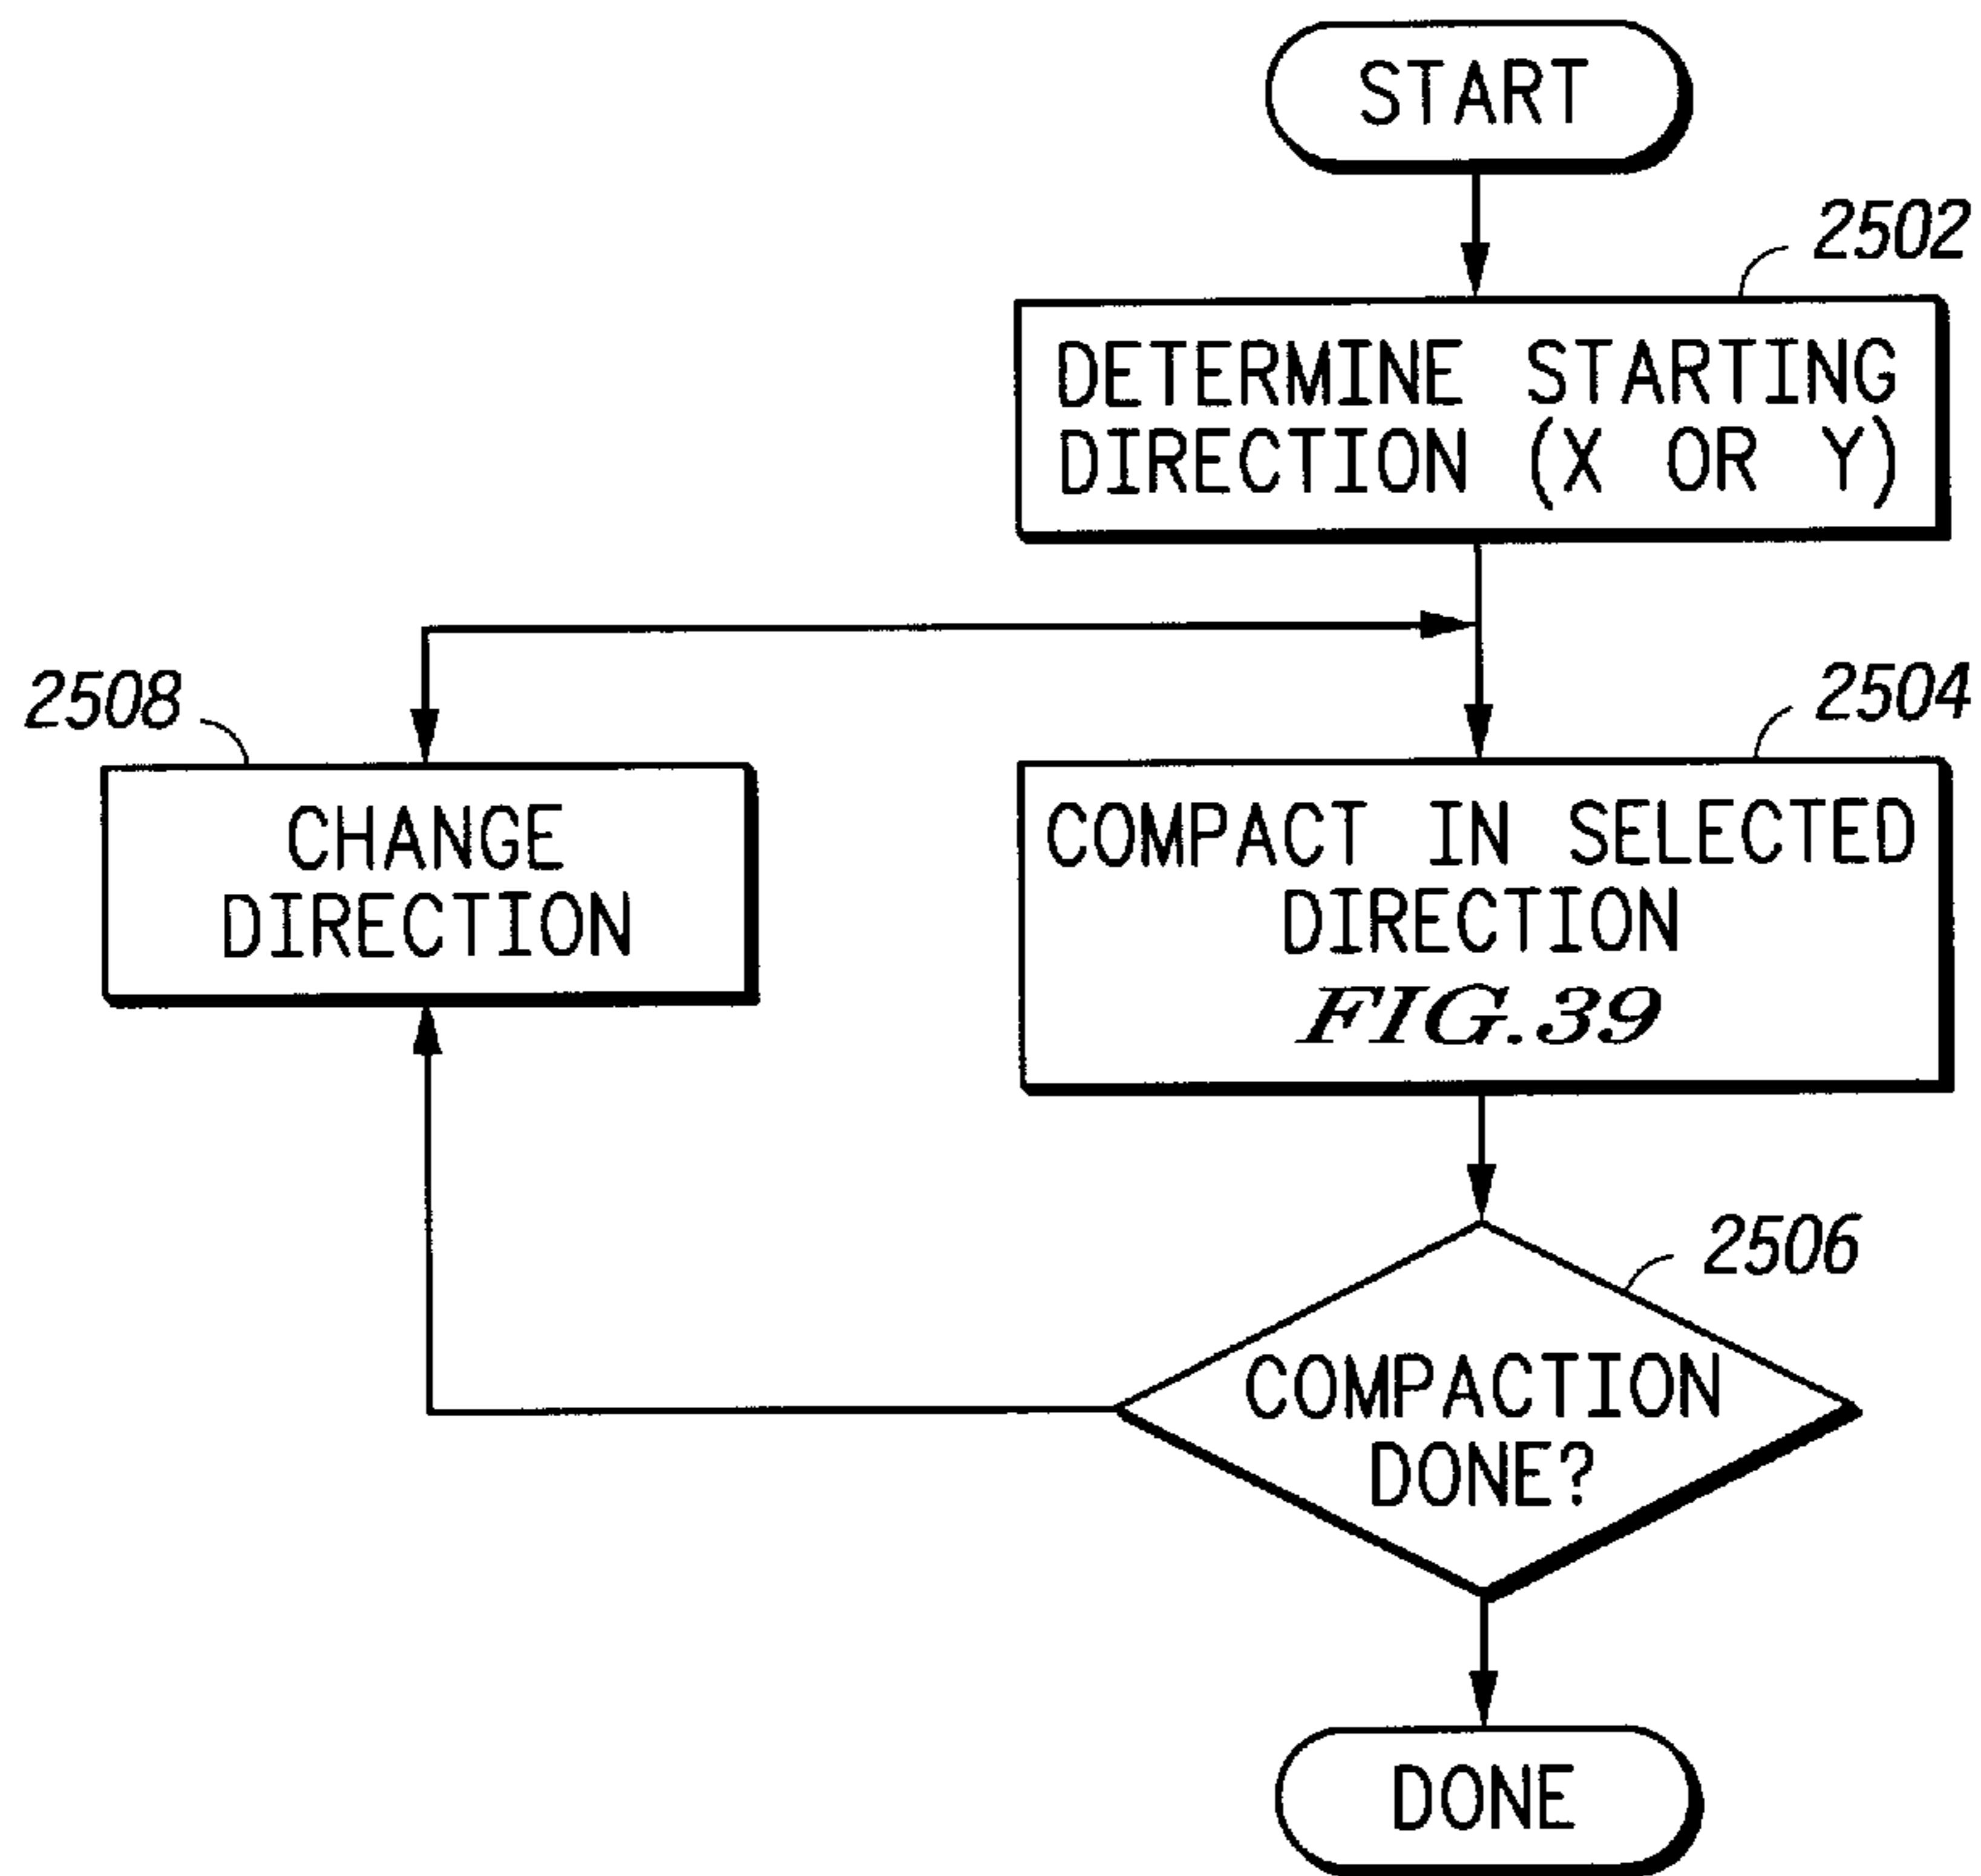 START
2502
DETERMINE STARTING
DIRECTION (X OR Y)
2508
2504
CHANGE
DIRECTION
COMPACT IN SELECTED
DIRECTION
FIG.39
2506
COMPACTION
DONE?
DONE